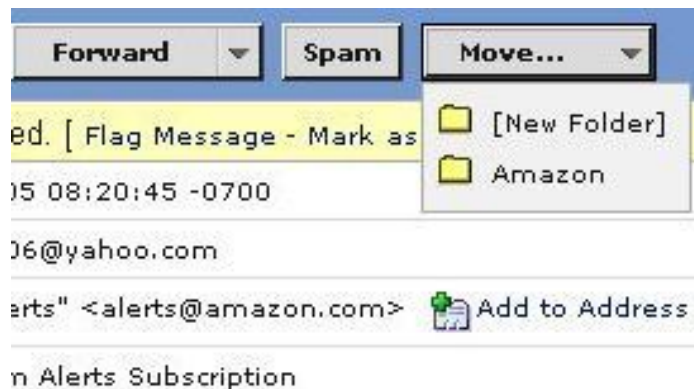 Forward Spam Move...
[New Folder]
ed. [ Flag Message - Mark as
Amazon
05 08:20:45 -0700
06@yahoo.com
erts" <alerts@amazon.com> Add to Address
m Alerts Subscription